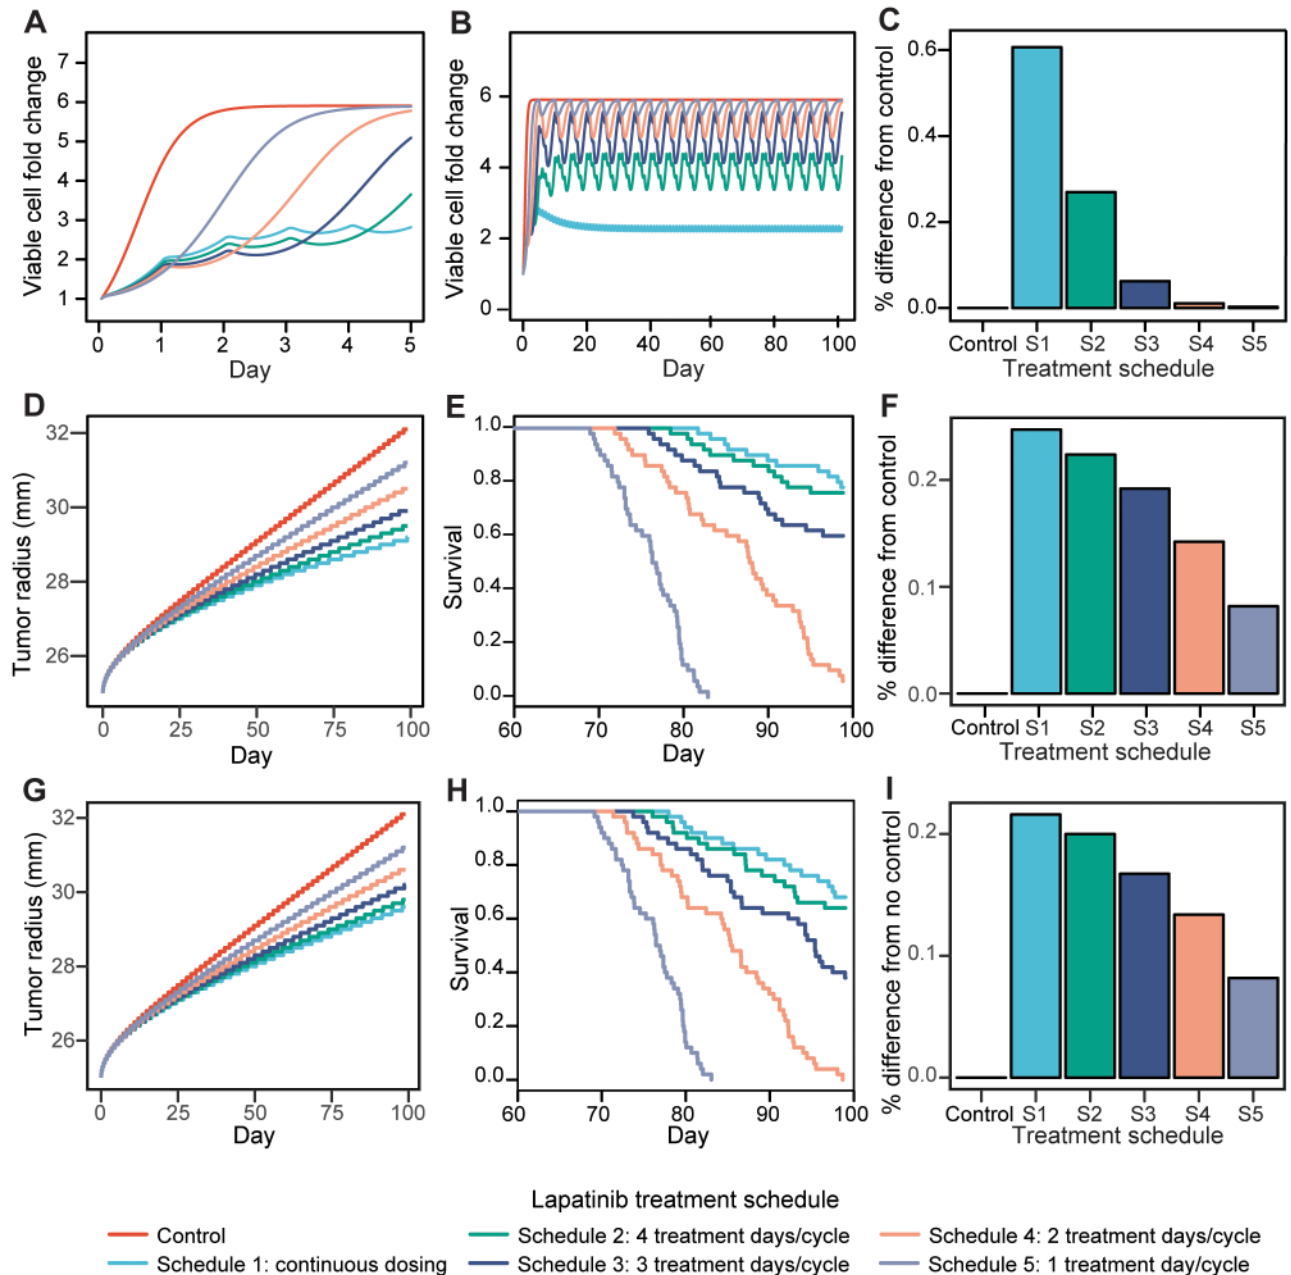 A
Viable cell fold change
7
6
5
4
3
2
1
0 1 2 3 4 5
Day
B
Viable cell fold change
6
4
2
0
0 20 40 60 80 100
Day
C
% difference from control
0.6
0.4
0.2
0.0
Control S1 S2 S3 S4 S5
Treatment schedule
D
Tumor radius (mm)
32
30
28
26
0 25 50 75 100
Day
E
Survival
1.0
0.8
0.6
0.4
0.2
0.0
60 70 80 90 100
Day
F
% difference from control
0.2
0.1
0.0
Control S1 S2 S3 S4 S5
Treatment schedule
G
Tumor radius (mm)
32
30
28
26
0 25 50 75 100
Day
H
Survival
1.0
0.8
0.6
0.4
0.2
0.0
60 70 80 90 100
Day
I
% difference from no control
0.2
0.1
0.0
Control S1 S2 S3 S4 S5
Treatment schedule
Lapatinib treatment schedule
Control
Schedule 1: continuous dosing
Schedule 2: 4 treatment days/cycle
Schedule 3: 3 treatment days/cycle
Schedule 4: 2 treatment days/cycle
Schedule 5: 1 treatment day/cycle